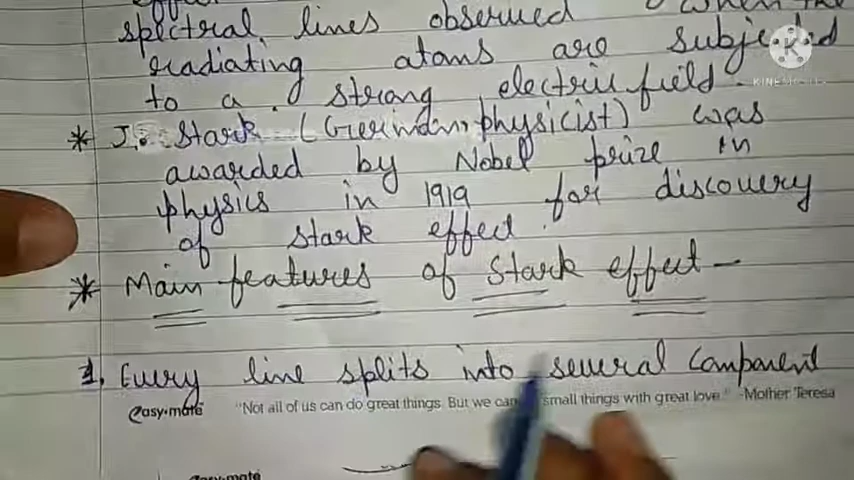 spectral lines observed when the
radiating atoms are subjected
to a strong electric field.
* J. Stark (German physicist) was
awarded by Nobel prize in
physics in 1919 for discovery
of stark effect.
* Main features of Stark effect –
1. Every line splits into several component
easy·mate "Not all of us can do great things. But we can small things with great love." -Mother Teresa
KINEMASTER